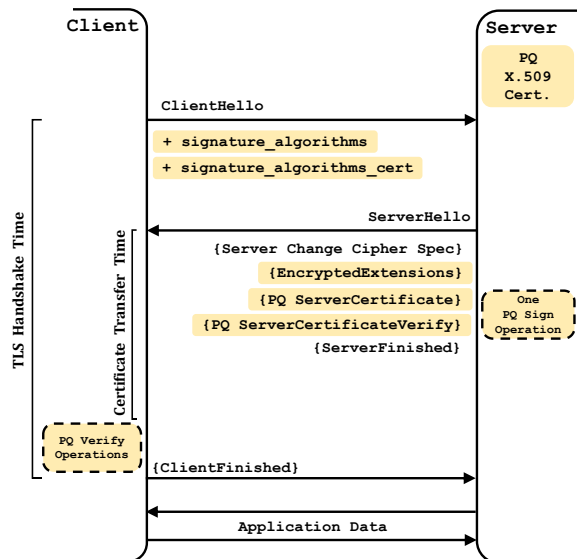 Client
Server
PQ
X.509
Cert.
ClientHello
+ signature_algorithms
+ signature_algorithms_cert
ServerHello
{Server Change Cipher Spec}
{EncryptedExtensions}
{PQ ServerCertificate}
{PQ ServerCertificateVerify}
{ServerFinished}
One
PQ Sign
Operation
TLS Handshake Time
Certificate Transfer Time
PQ Verify
Operations
{ClientFinished}
Application Data